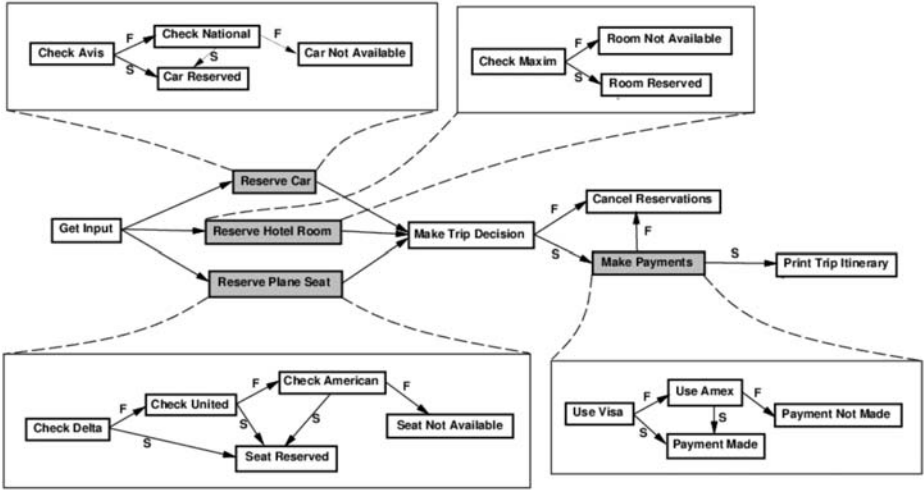 Check Avis
F
S
Check National
F
S
Car Reserved
Car Not Available
Check Maxim
F
S
Room Not Available
Room Reserved
Reserve Car
Get Input
Reserve Hotel Room
Reserve Plane Seat
Make Trip Decision
F
S
Cancel Reservations
F
Make Payments
S
Print Trip Itinerary
Check Delta
F
S
Check United
F
S
Check American
F
S
Seat Not Available
Seat Reserved
Use Visa
F
S
Use Amex
F
S
Payment Not Made
Payment Made